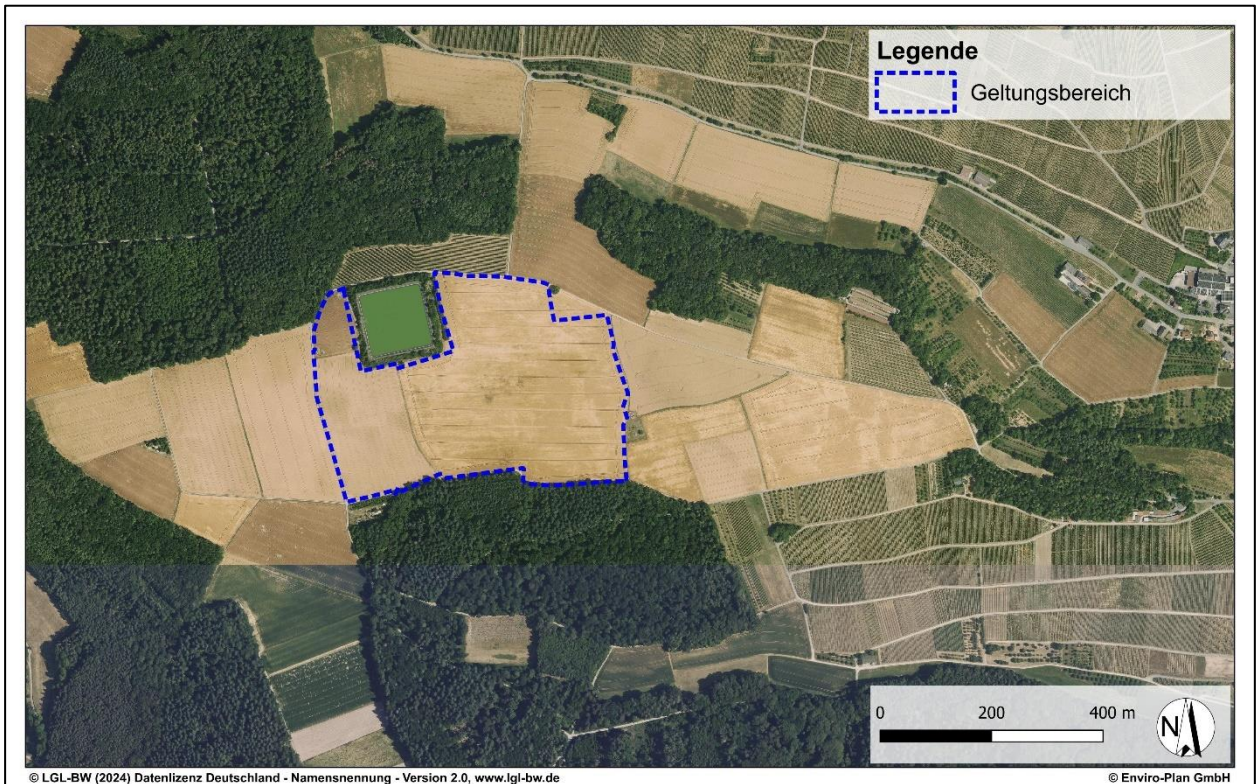 Legende
Geltungsbereich
0 200 400 m
N
© LGL-BW (2024) Datenlizenz Deutschland - Namensnennung - Version 2.0, www.lgl-bw.de
© Enviro-Plan GmbH